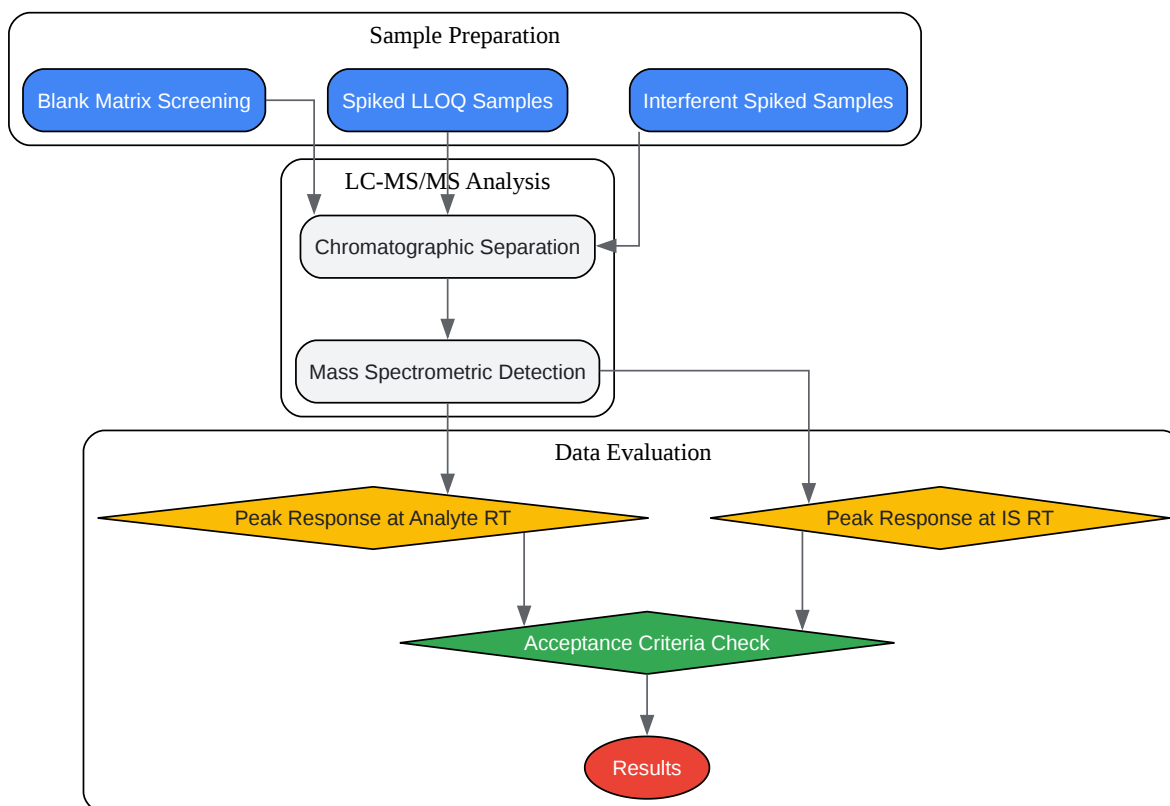 Sample Preparation
Blank Matrix Screening
Spiked LLOQ Samples
Interferent Spiked Samples
LC-MS/MS Analysis
Chromatographic Separation
Mass Spectrometric Detection
Data Evaluation
Peak Response at Analyte RT
Peak Response at IS RT
Acceptance Criteria Check
Results